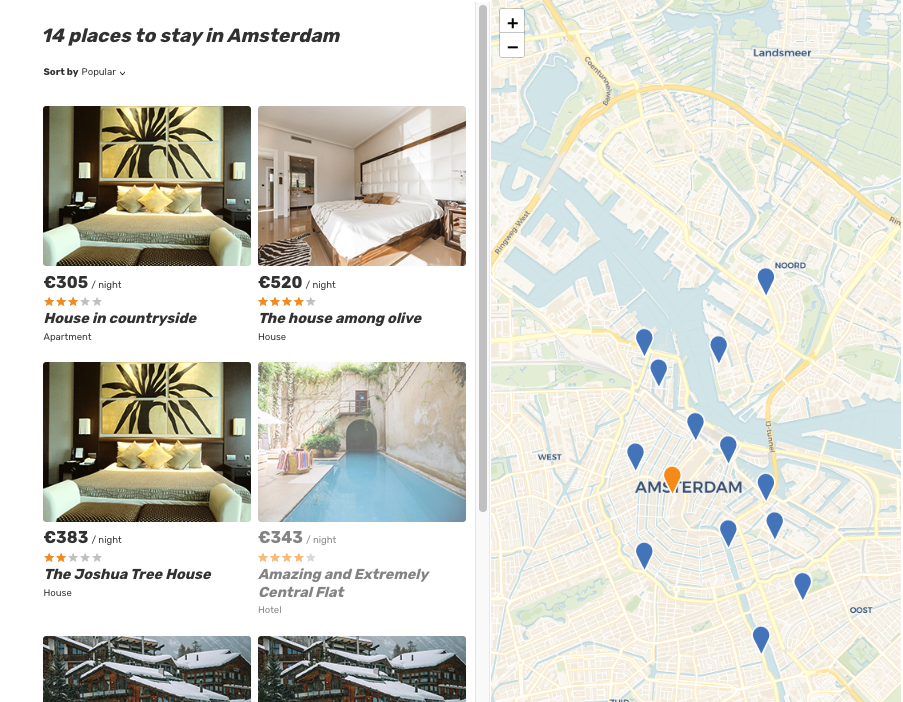 14 places to stay in Amsterdam
Sort by Popular
€305 / night
House in countryside
Apartment
€520 / night
The house among olive
House
€383 / night
The Joshua Tree House
House
€343 / night
Amazing and Extremely
Central Flat
Hotel
+
−
Landsmeer
Coentunnelweg
Ringweg West
NOORD
WEST
AMSTERDAM
OOST